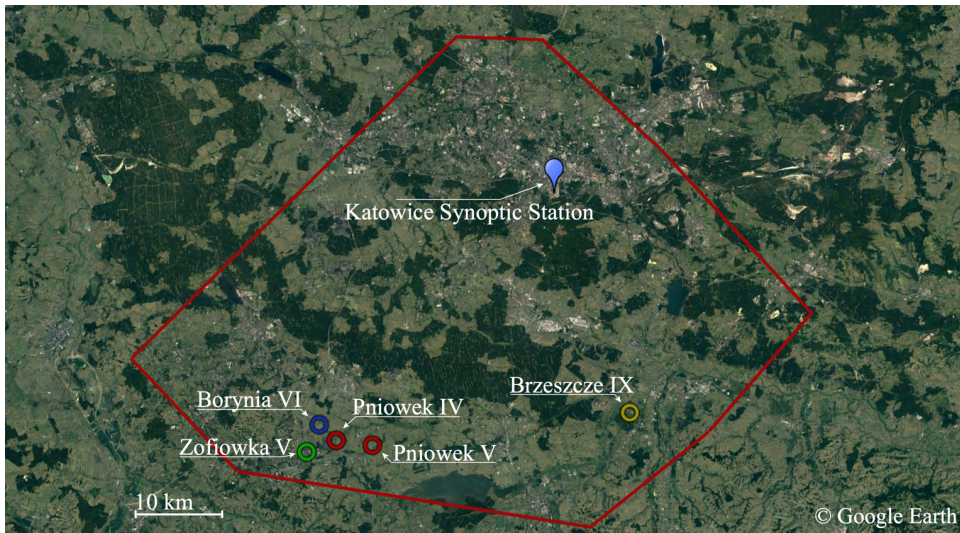 Katowice Synoptic Station
Brzeszcze IX
Borynia VI
Pniowek IV
Zofiowka V
Pniowek V
10 km
© Google Earth